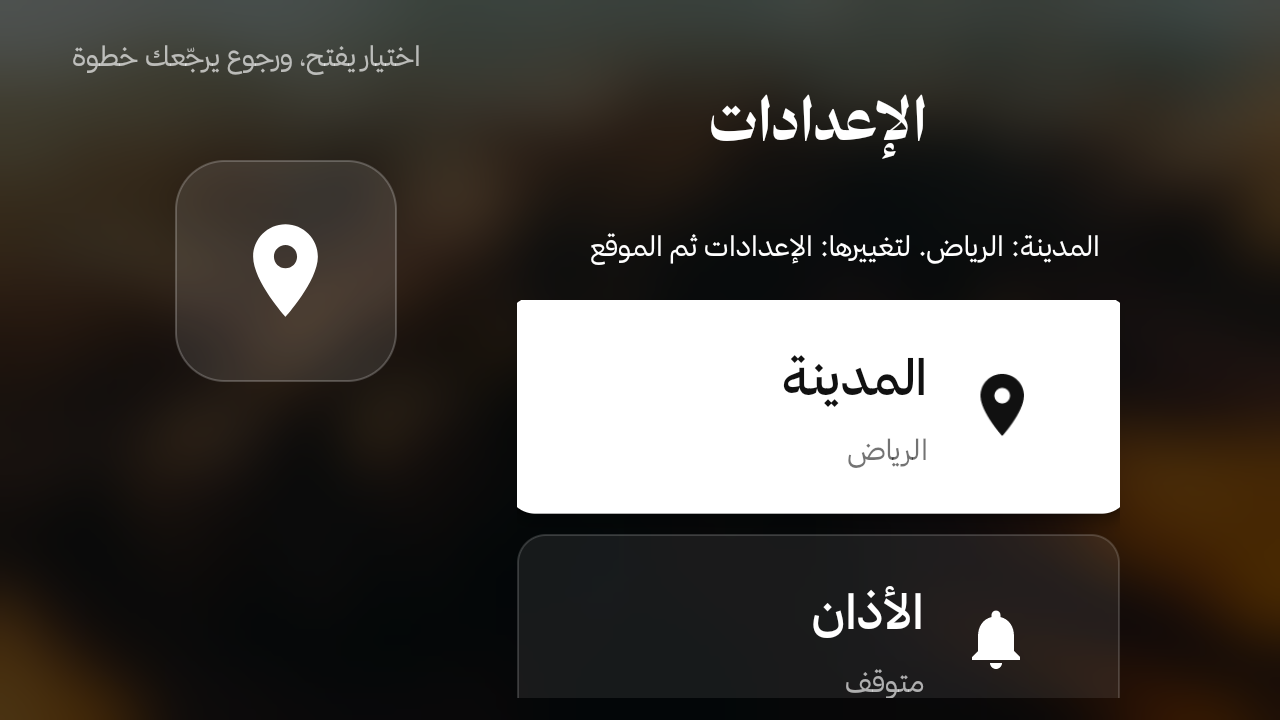 اختيار يفتح، ورجوع يرجّعك خطوة
الإعدادات
المدينة: الرياض. لتغييرها: الإعدادات ثم الموقع
المدينة
الرياض
الأذان
متوقف